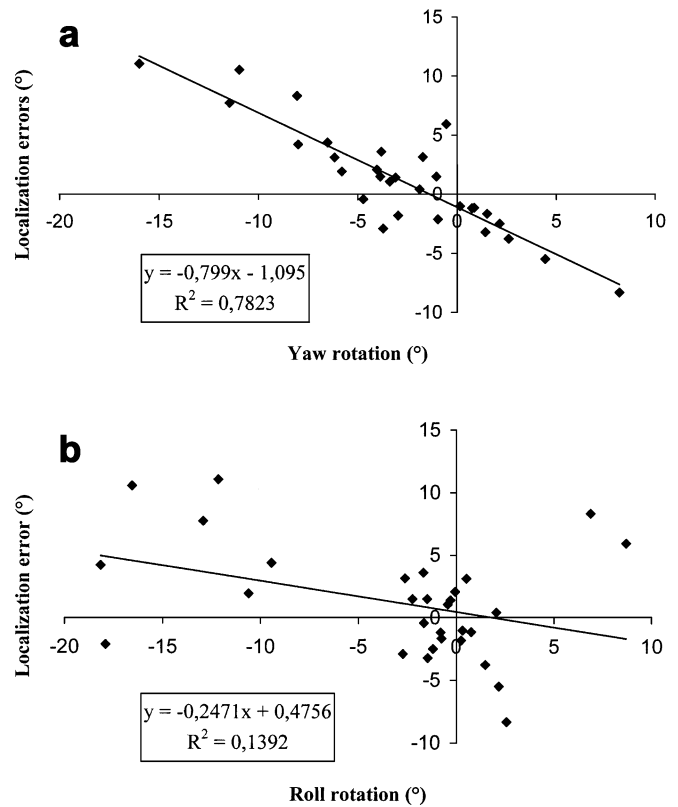 a
15
10
5
0
-20
-15
-10
-5
0
5
10
-5
-10
Localization errors (°)
y = -0,799x - 1,095
R² = 0,7823
Yaw rotation (°)
b
15
10
5
0
-20
-15
-10
-5
0
5
10
-5
-10
Localization error (°)
y = -0,2471x + 0,4756
R² = 0,1392
Roll rotation (°)